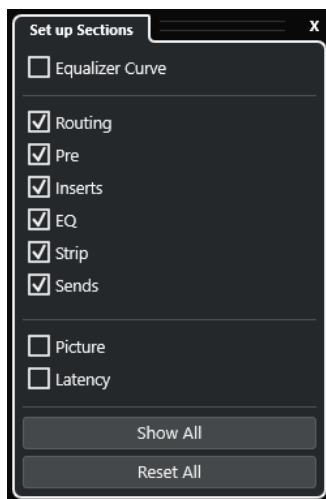 Set up Sections X
Equalizer Curve
Routing
Pre
Inserts
EQ
Strip
Sends
Picture
Latency
Show All
Reset All